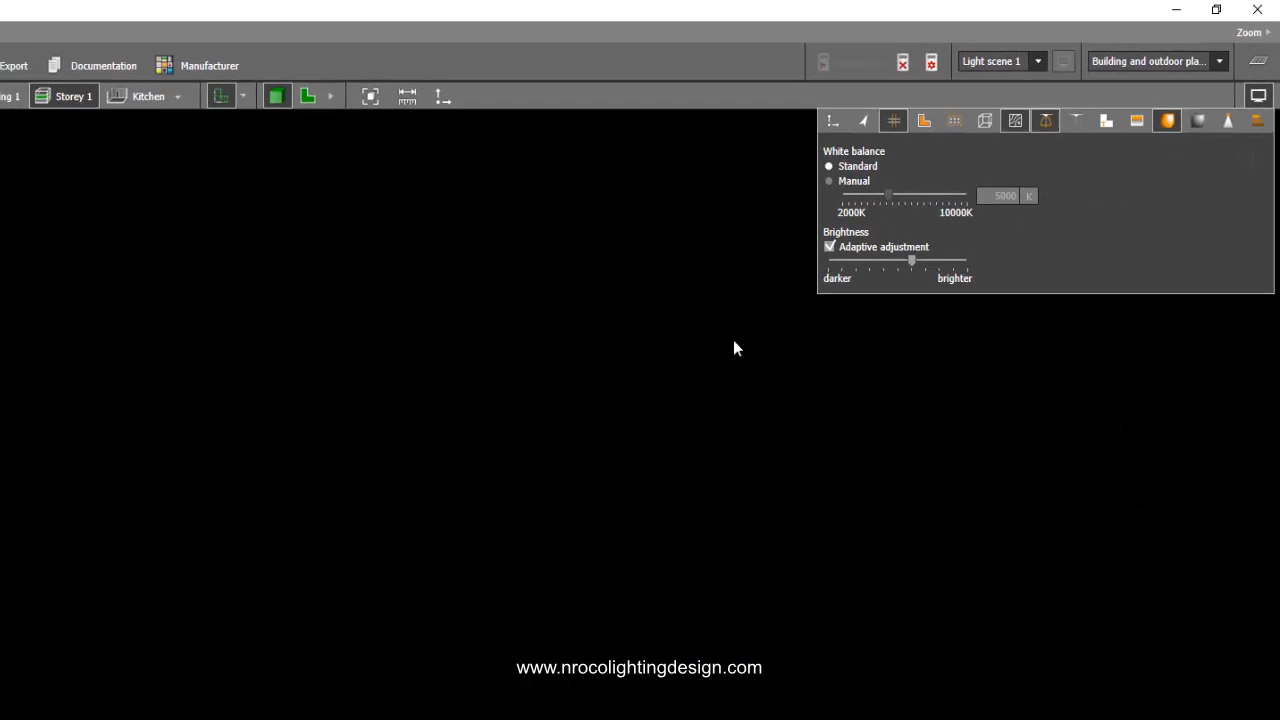 Zoom
Export Documentation Manufacturer Light scene 1 Building and outdoor pla...
ng 1 Storey 1 Kitchen
White balance
Standard
Manual
5000 K
2000K 10000K
Brightness
Adaptive adjustment
darker brighter
www.nrocolightingdesign.com